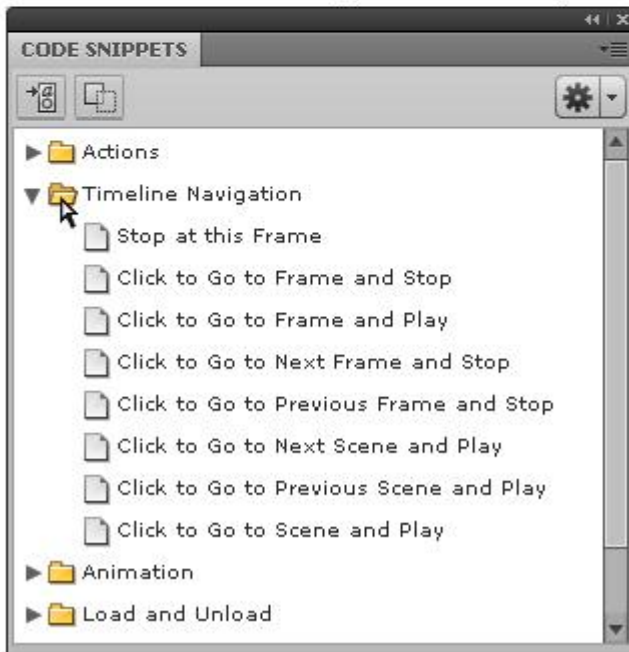 CODE SNIPPETS
Actions
Timeline Navigation
Stop at this Frame
Click to Go to Frame and Stop
Click to Go to Frame and Play
Click to Go to Next Frame and Stop
Click to Go to Previous Frame and Stop
Click to Go to Next Scene and Play
Click to Go to Previous Scene and Play
Click to Go to Scene and Play
Animation
Load and Unload